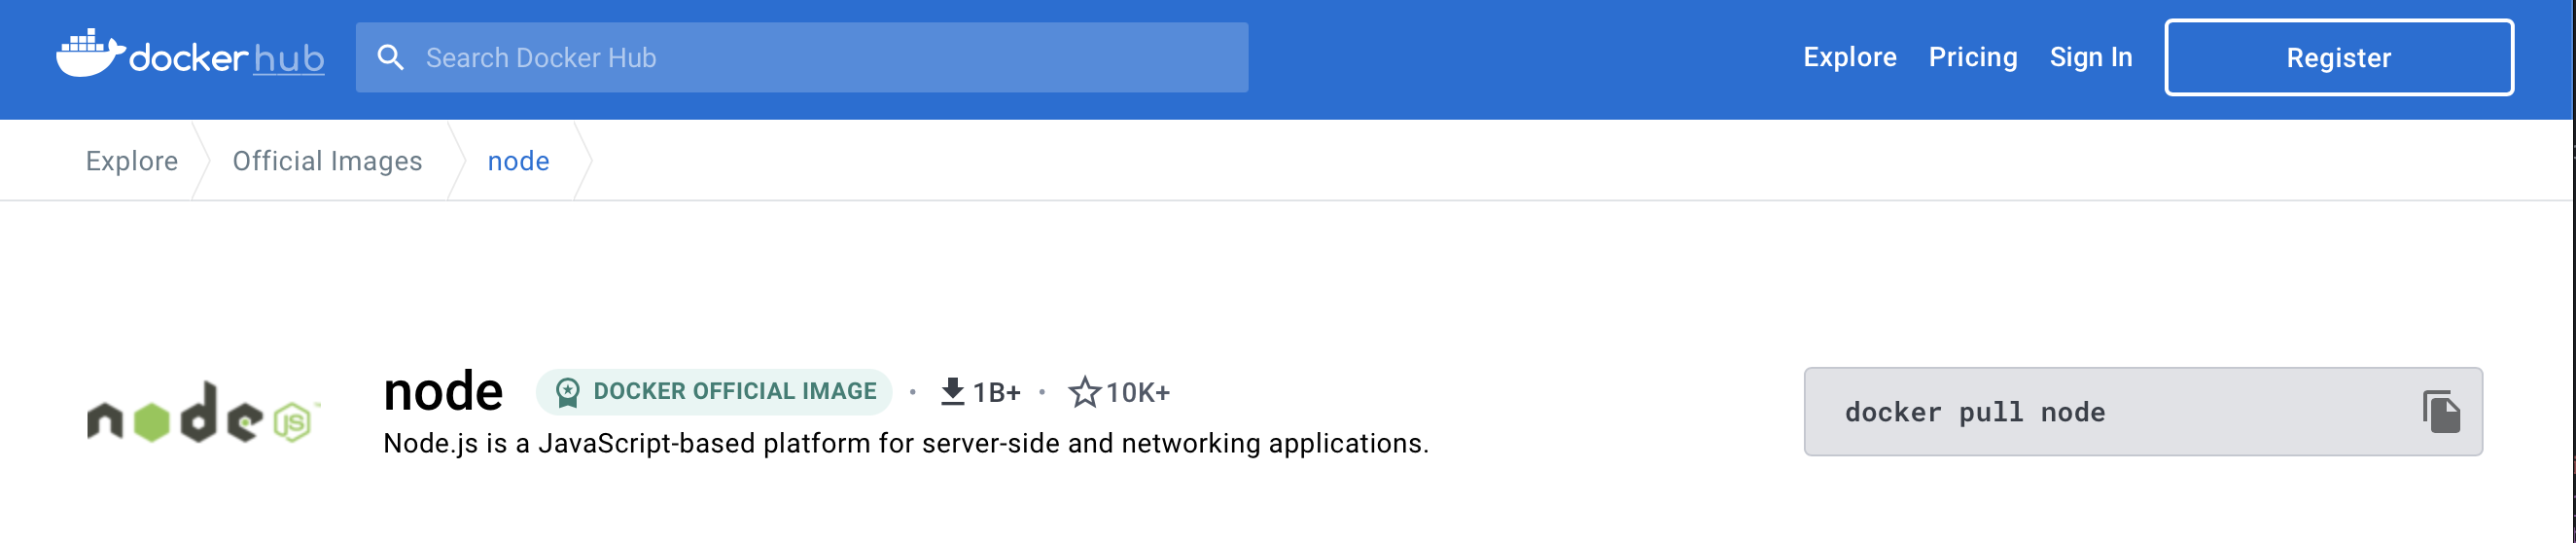 docker hub Search Docker Hub Explore Pricing Sign In Register
Explore Official Images node
node JS ™ node DOCKER OFFICIAL IMAGE · 1B+ · 10K+
Node.js is a JavaScript-based platform for server-side and networking applications.
docker pull node